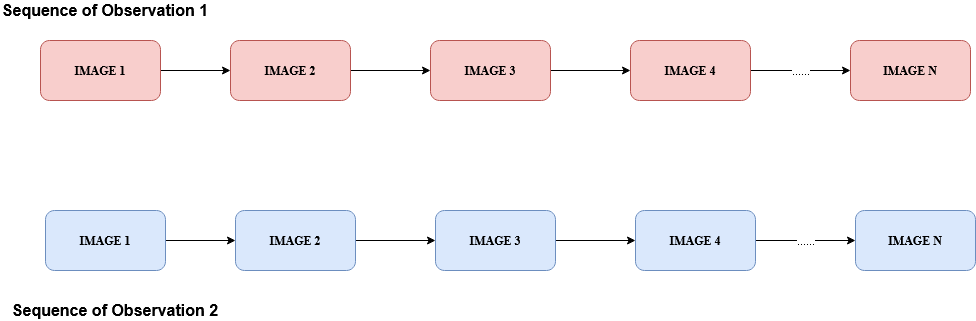 Sequence of Observation 1
IMAGE 1 IMAGE 2 IMAGE 3 IMAGE 4 ...... IMAGE N
IMAGE 1 IMAGE 2 IMAGE 3 IMAGE 4 ...... IMAGE N
Sequence of Observation 2